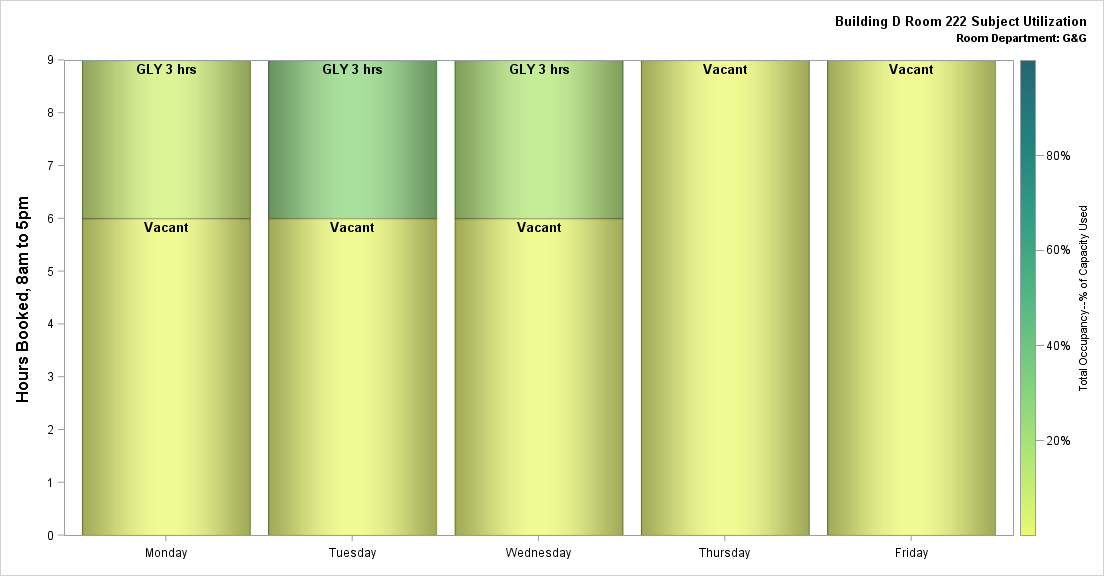 Building D Room 222 Subject Utilization
Room Department: G&G
Hours Booked, 8am to 5pm
9
8
7
6
5
4
3
2
1
0
GLY 3 hrs
GLY 3 hrs
GLY 3 hrs
Vacant
Vacant
Vacant
Vacant
Vacant
Monday
Tuesday
Wednesday
Thursday
Friday
80%
60%
40%
20%
Total Occupancy--% of Capacity Used